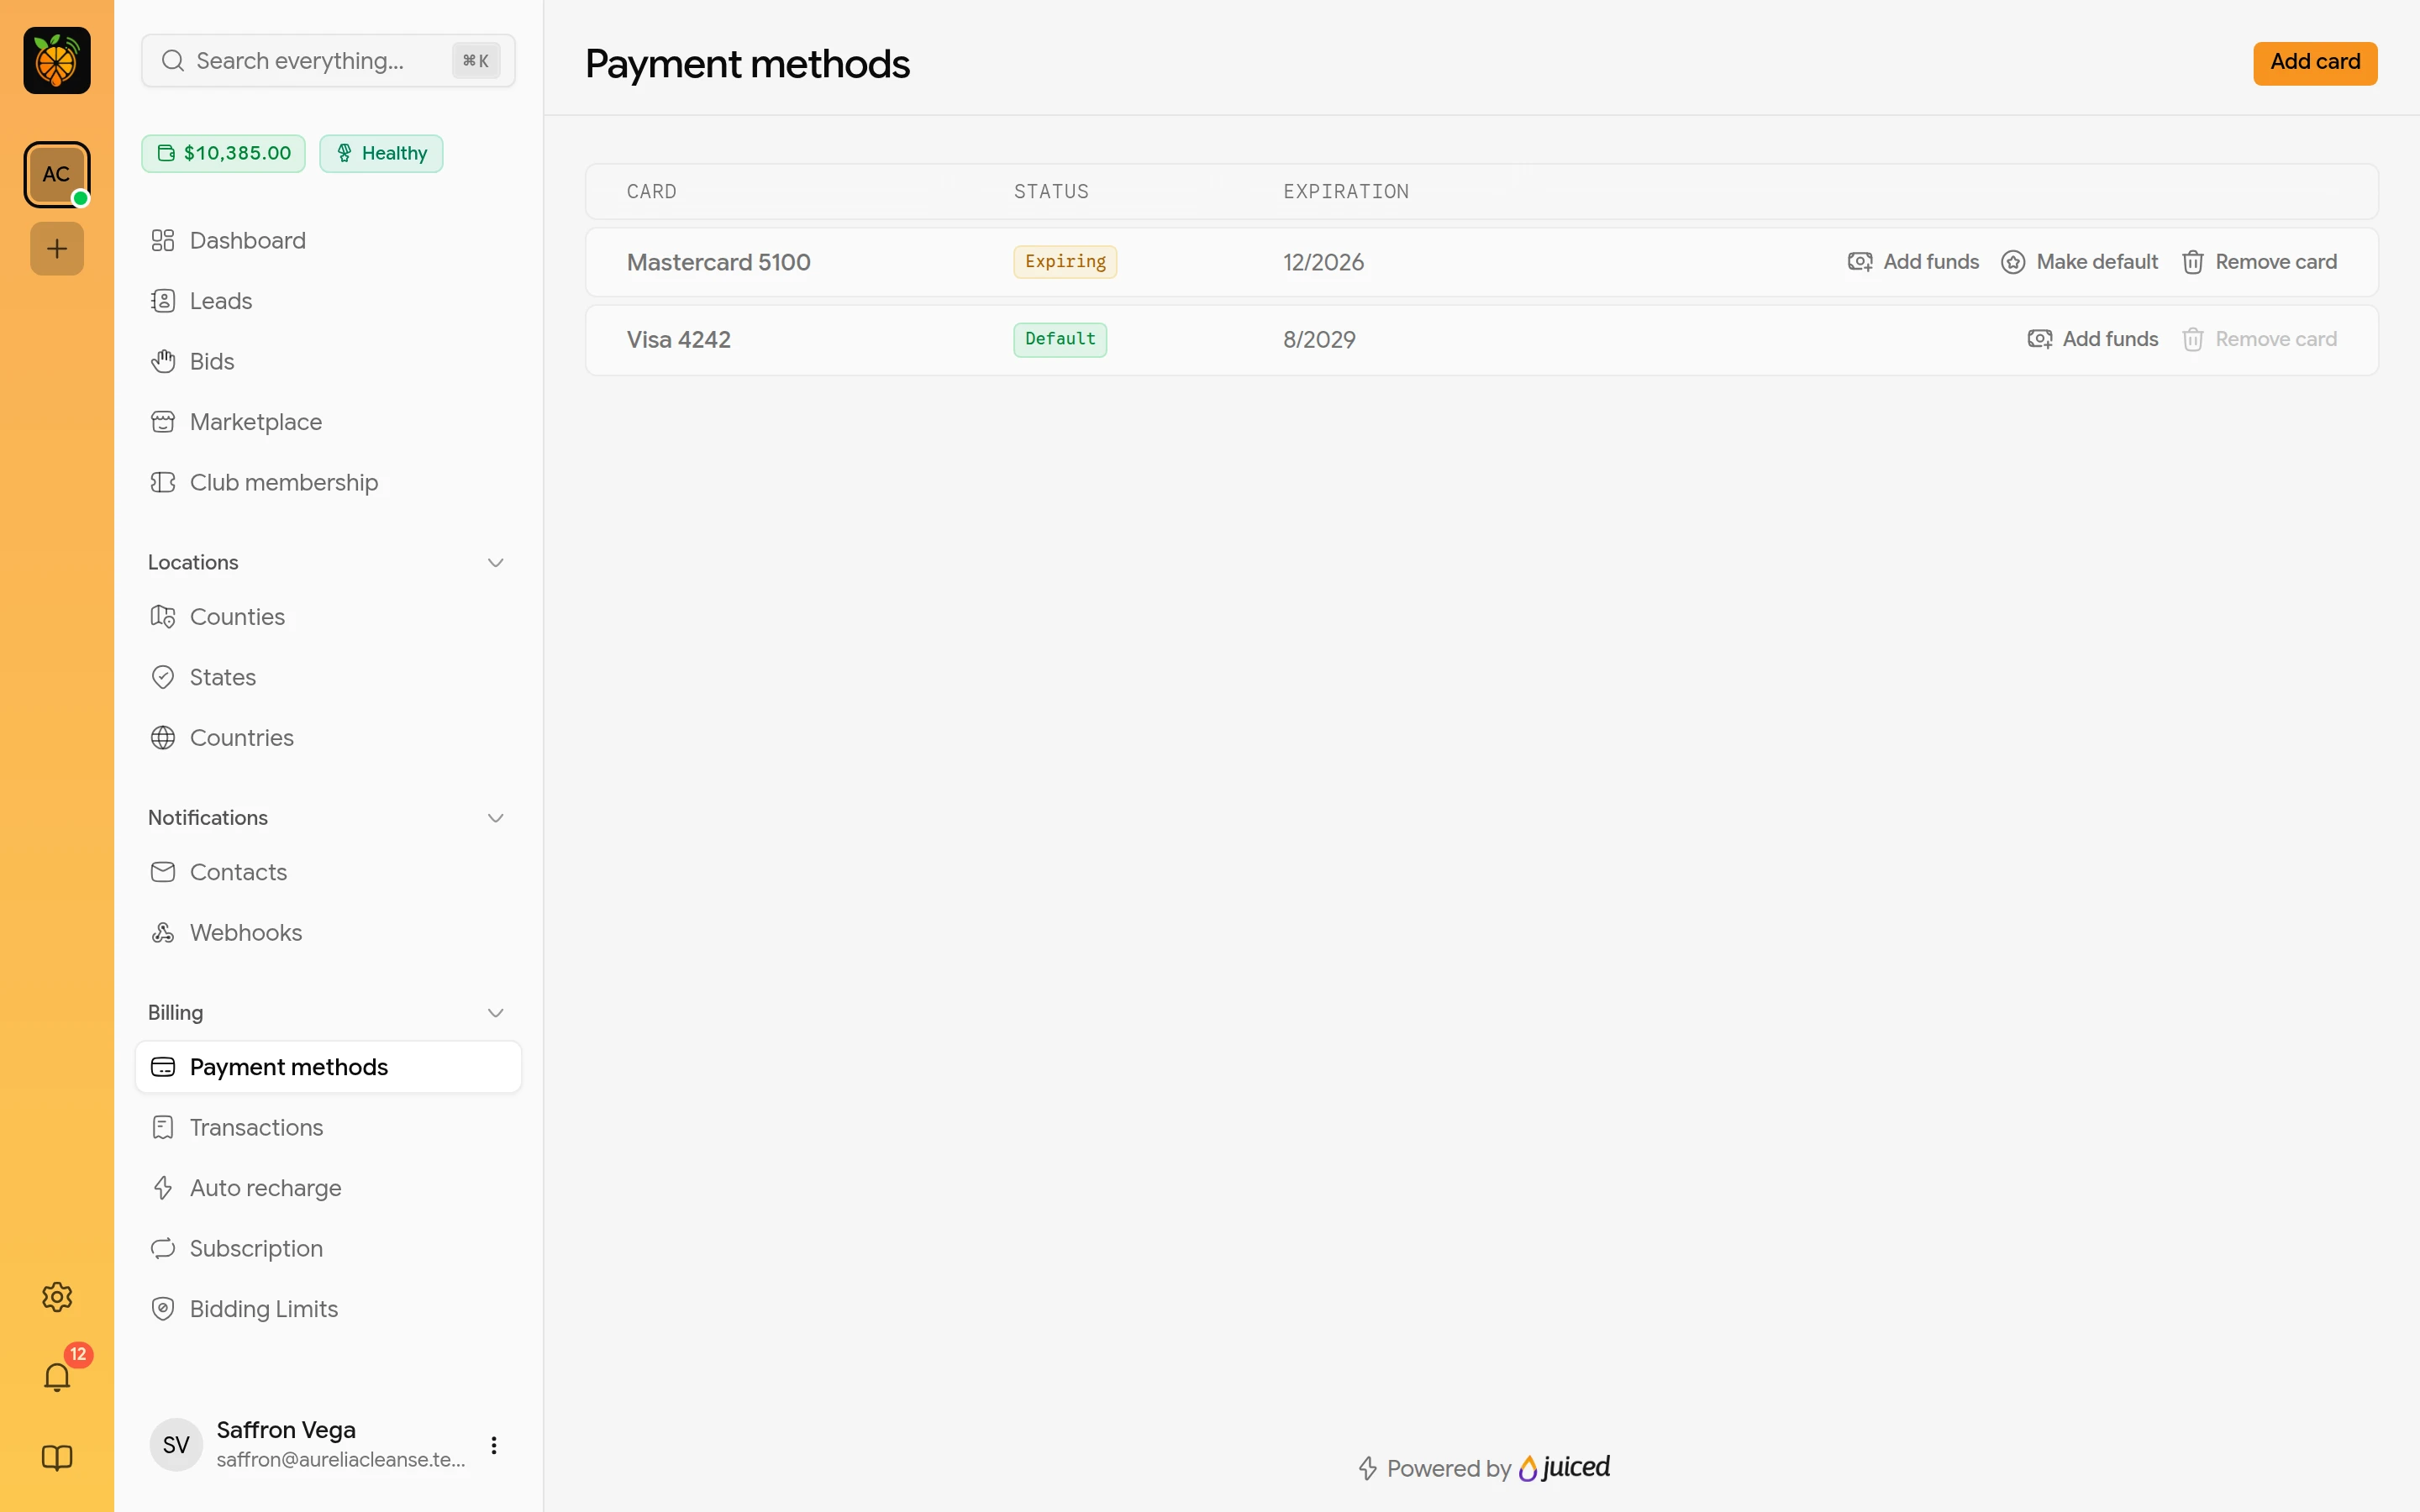 Search everything... ⌘K
AC
$10,385.00 Healthy
Dashboard
Leads
Bids
Marketplace
Club membership
Locations
Counties
States
Countries
Notifications
Contacts
Webhooks
Billing
Payment methods
Transactions
Auto recharge
Subscription
Bidding Limits
12
SV
Saffron Vega
saffron@aureliacleanse.te...
Payment methods
Add card
CARD STATUS EXPIRATION
Mastercard 5100 Expiring 12/2026 Add funds Make default Remove card
Visa 4242 Default 8/2029 Add funds Remove card
Powered by juiced